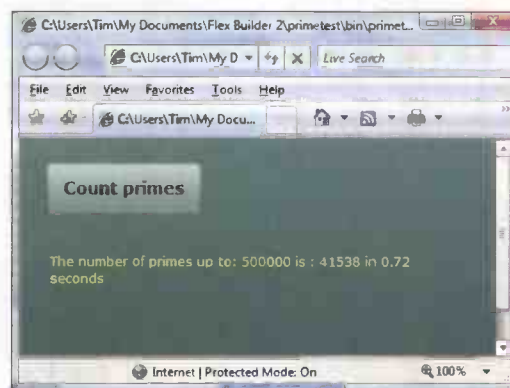 C:\Users\Tim\My Documents\Flex Builder 2\primetest\bin\primet...
C:\Users\Tim\My D
Live Search
File Edit View Favorites Tools Help
C:\Users\Tim\My Docu...
Count primes
The number of primes up to: 500000 is : 41538 in 0.72
seconds
Internet | Protected Mode: On
100%